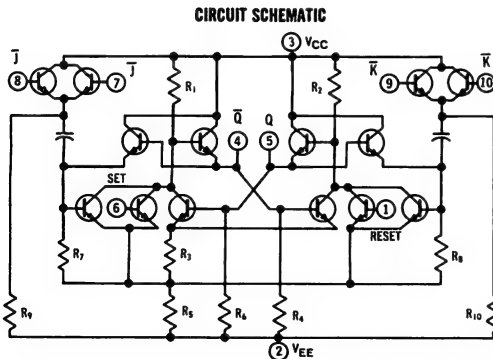 CIRCUIT SCHEMATIC
J̅ 8 7 J̅
3 VCC
K̅ 9 10 K̅
R1 R2
Q̅ 4 Q 5
SET 6
1 RESET
R7 R3 R8
R9 R5 R6 R4 R10
2 VEE